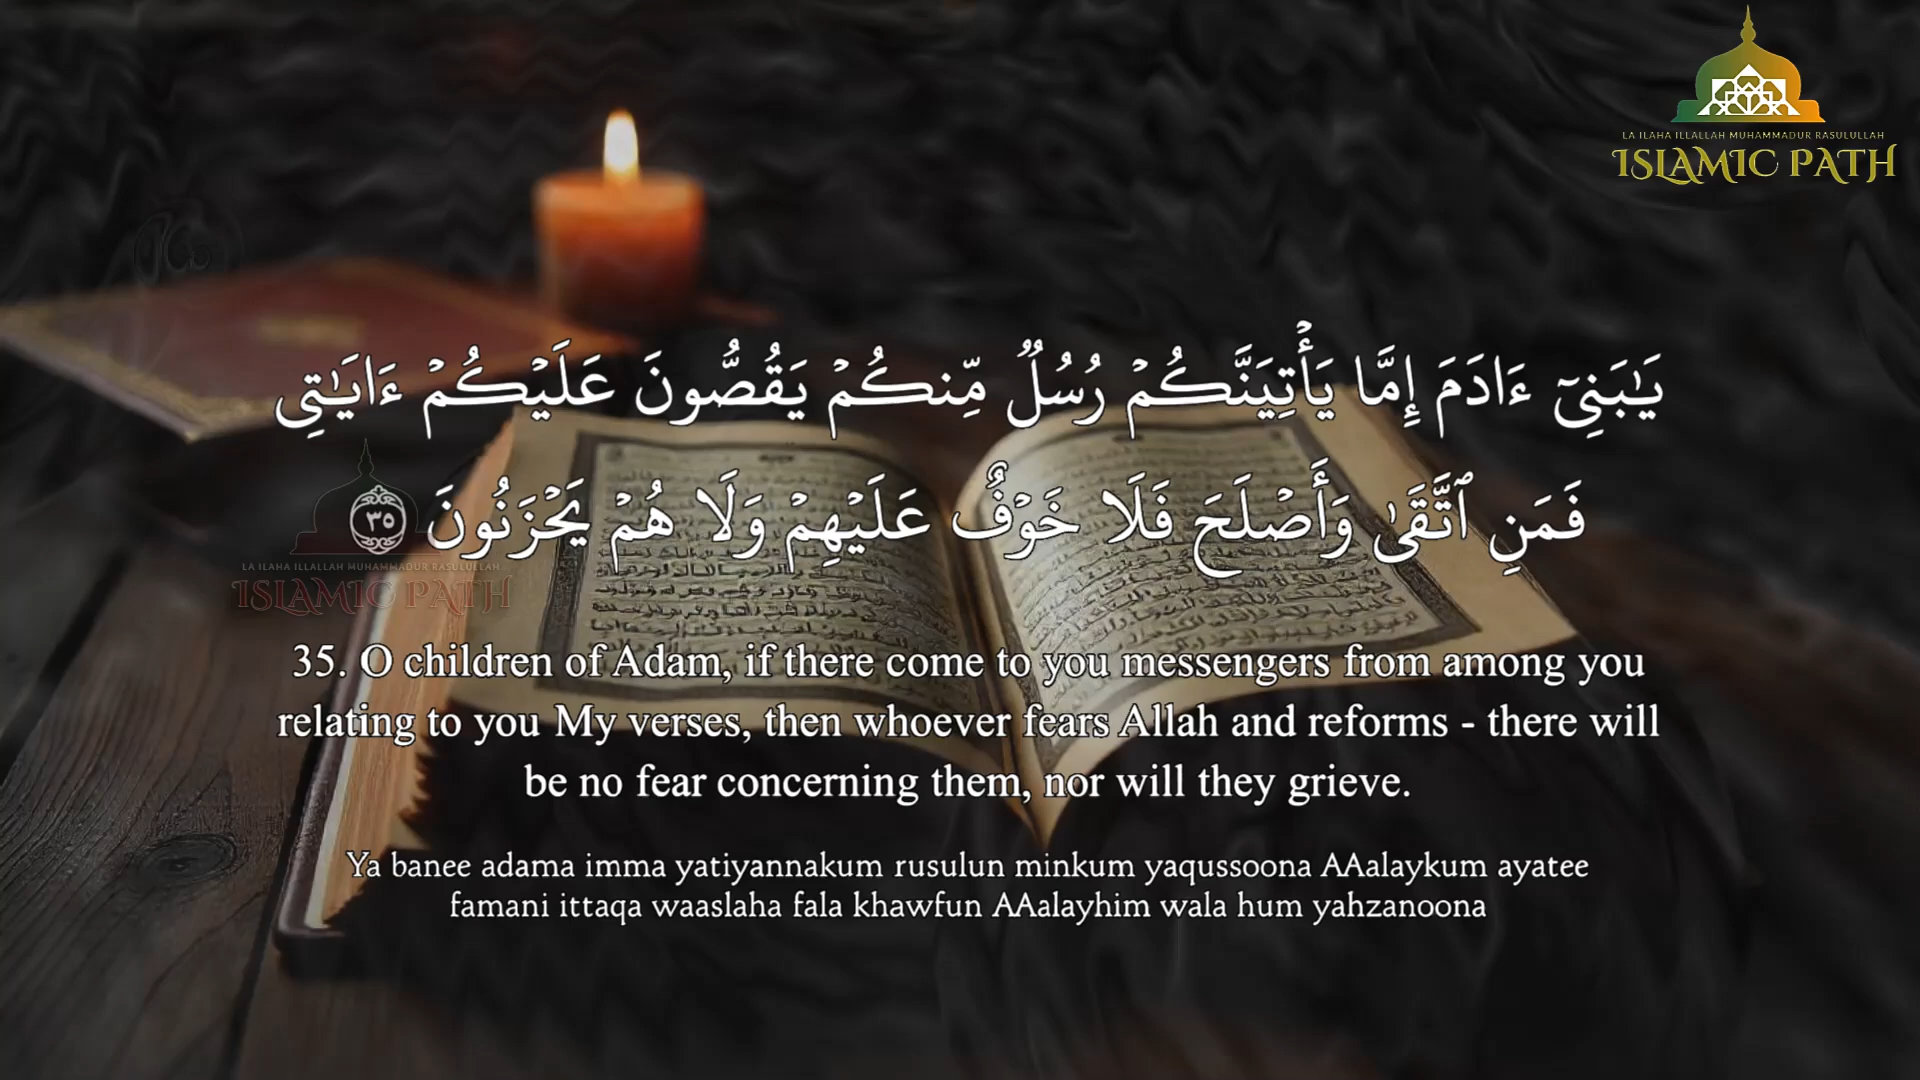 LA ILAHA ILLALLAH MUHAMMADUR RASULULLAH
ISLAMIC PATH
يَـٰبَنِىٓ ءَادَمَ إِمَّا يَأْتِيَنَّكُمْ رُسُلٌ مِّنكُمْ يَقُصُّونَ عَلَيْكُمْ ءَايَـٰتِى
فَمَنِ ٱتَّقَىٰ وَأَصْلَحَ فَلَا خَوْفٌ عَلَيْهِمْ وَلَا هُمْ يَحْزَنُونَ ٣٥
LA ILAHA ILLALLAH MUHAMMADUR RASULULLAH
ISLAMIC PATH
35. O children of Adam, if there come to you messengers from among you
relating to you My verses, then whoever fears Allah and reforms - there will
be no fear concerning them, nor will they grieve.
Ya banee adama imma yatiyannakum rusulun minkum yaqussoona AAalaykum ayatee
famani ittaqa waaslaha fala khawfun AAalayhim wala hum yahzanoona